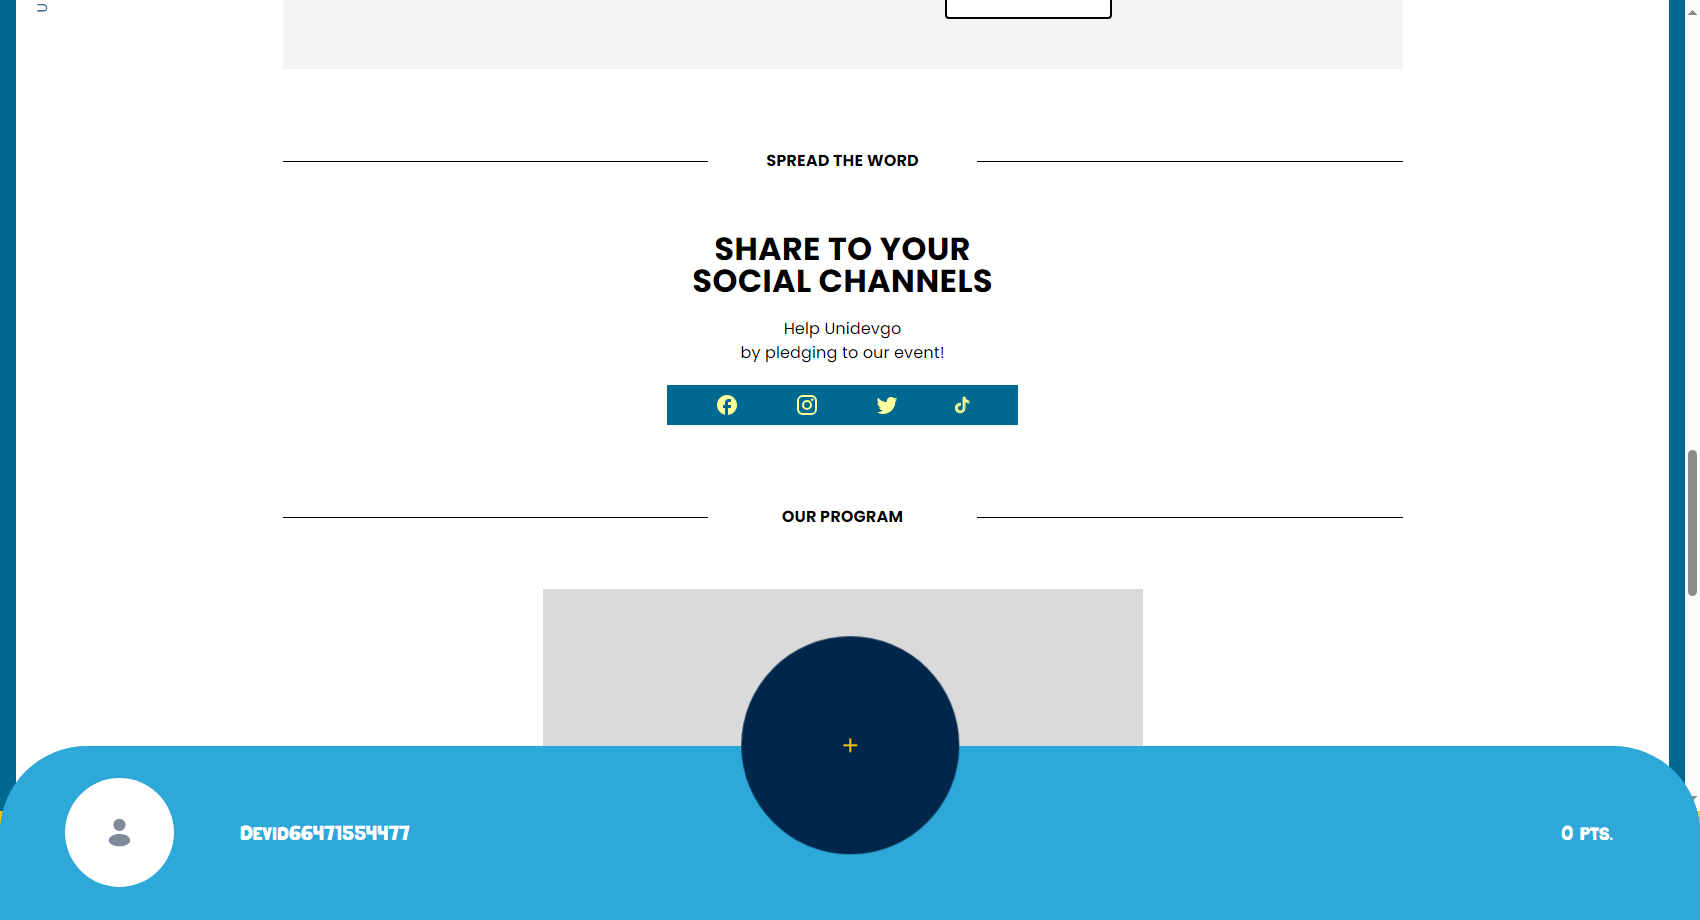 SPREAD THE WORD
SHARE TO YOUR
SOCIAL CHANNELS
Help Unidevgo
by pledging to our event!
OUR PROGRAM
+
Devid66471554477
0 pts.